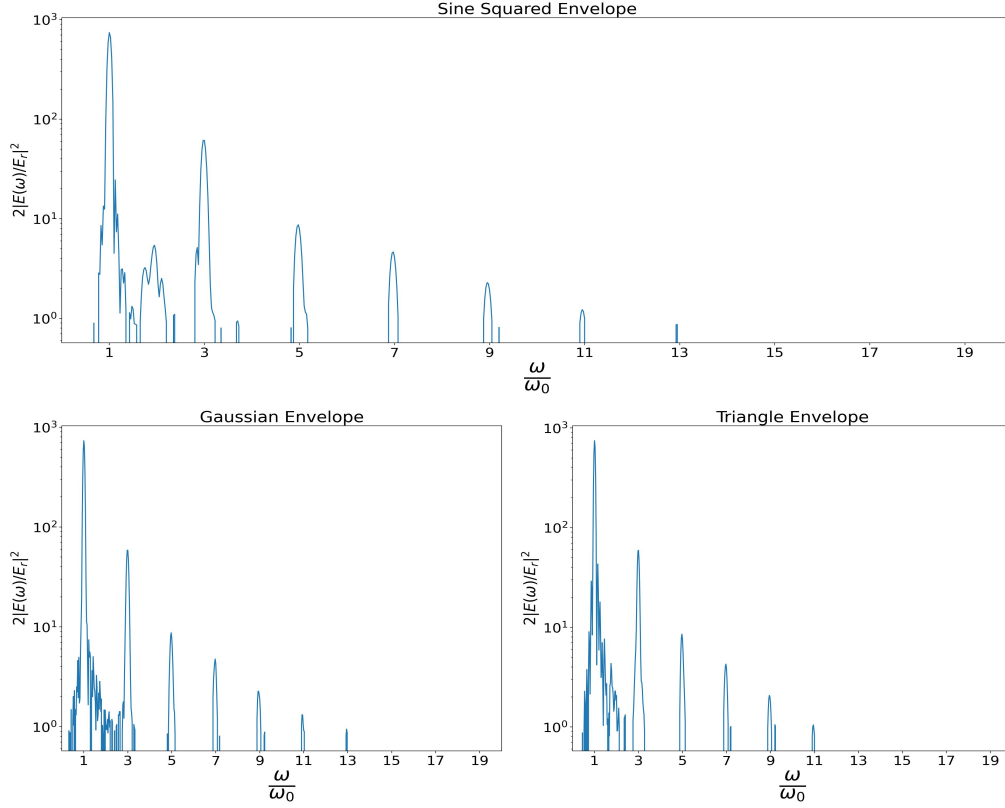 Sine Squared Envelope
2|E(ω)/E_r|²
10³
10²
10¹
10⁰
1 3 5 7 9 11 13 15 17 19
ω/ω₀
Gaussian Envelope
2|E(ω)/E_r|²
10³
10²
10¹
10⁰
1 3 5 7 9 11 13 15 17 19
ω/ω₀
Triangle Envelope
2|E(ω)/E_r|²
10³
10²
10¹
10⁰
1 3 5 7 9 11 13 15 17 19
ω/ω₀